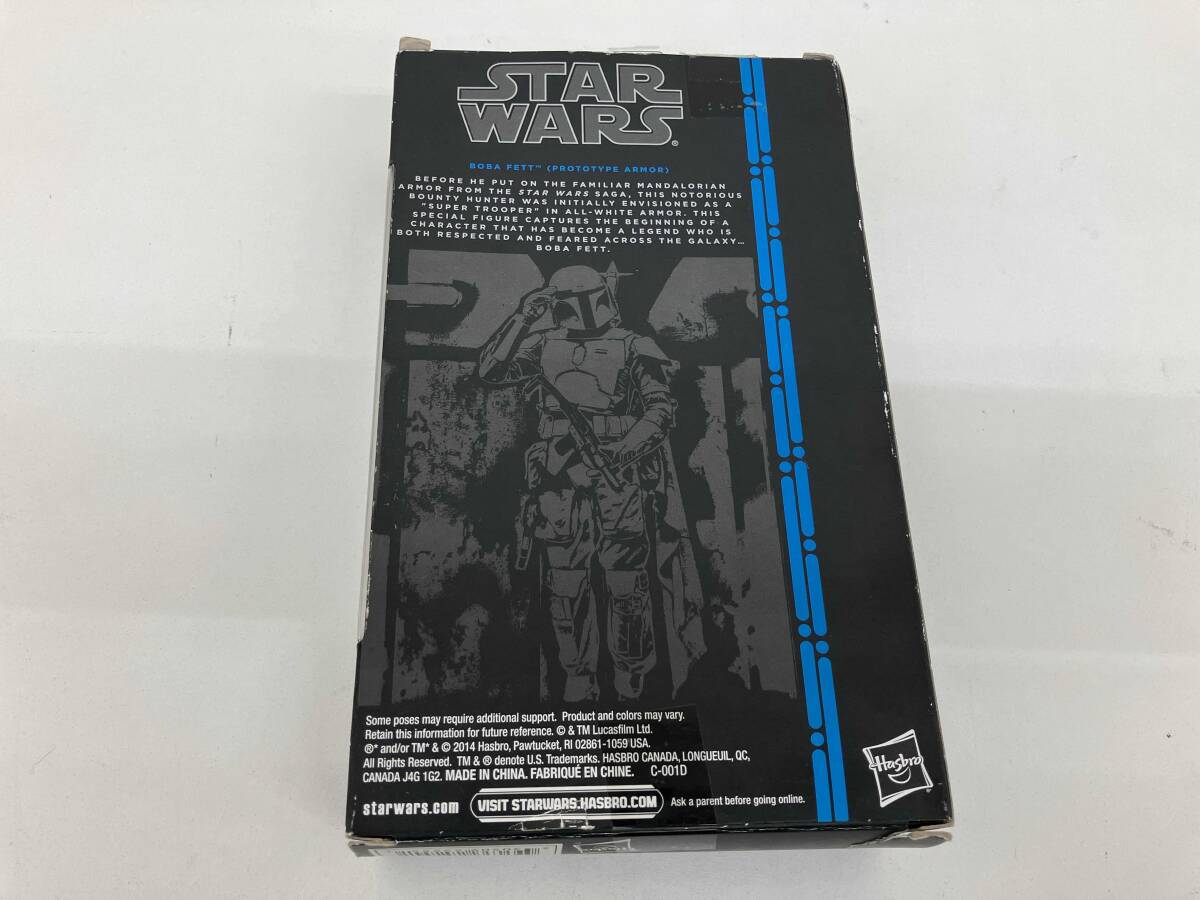 STAR
WARS®
BOBA FETT™ (PROTOTYPE ARMOR)
BEFORE HE PUT ON THE FAMILIAR MANDALORIAN
ARMOR FROM THE STAR WARS SAGA, THIS NOTORIOUS
BOUNTY HUNTER WAS INITIALLY ENVISIONED AS A
"SUPER TROOPER" IN ALL-WHITE ARMOR. THIS
SPECIAL FIGURE CAPTURES THE BEGINNING OF A
CHARACTER THAT HAS BECOME A LEGEND WHO IS
BOTH RESPECTED AND FEARED ACROSS THE GALAXY...
BOBA FETT.
Some poses may require additional support. Product and colors may vary.
Retain this information for future reference. © & TM Lucasfilm Ltd.
®* and/or TM* & © 2014 Hasbro, Pawtucket, RI 02861-1059 USA.
All Rights Reserved. TM & ® denote U.S. Trademarks. HASBRO CANADA, LONGUEUIL, QC,
CANADA J4G 1G2. MADE IN CHINA. FABRIQUÉ EN CHINE. C-001D
starwars.com VISIT STARWARS.HASBRO.COM Ask a parent before going online.
Hasbro®